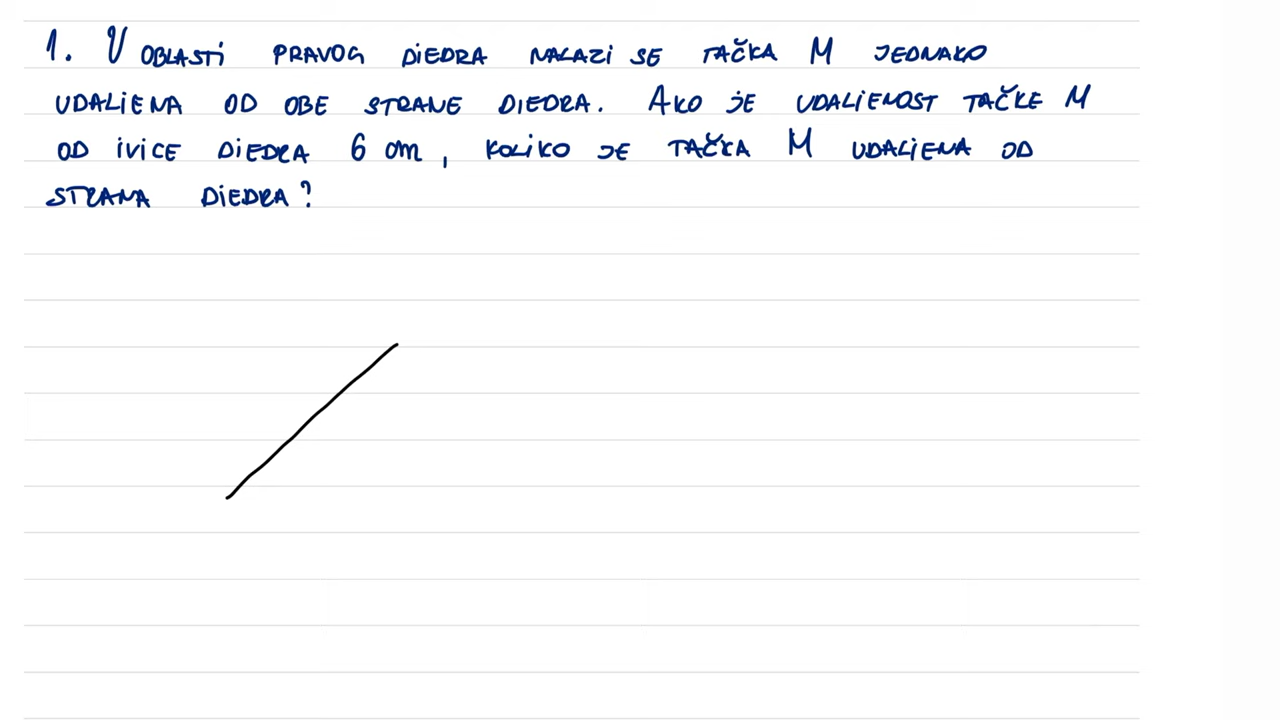 1. U OBLASTI PRAVOG DIEDRA NALAZI SE TAČKA M JEDNAKO
UDALJENA OD OBE STRANE DIEDRA. AKO JE UDALJENOST TAČKE M
OD IVICE DIEDRA 6 cm, KOLIKO JE TAČKA M UDALJENA OD
STRANA DIEDRA?